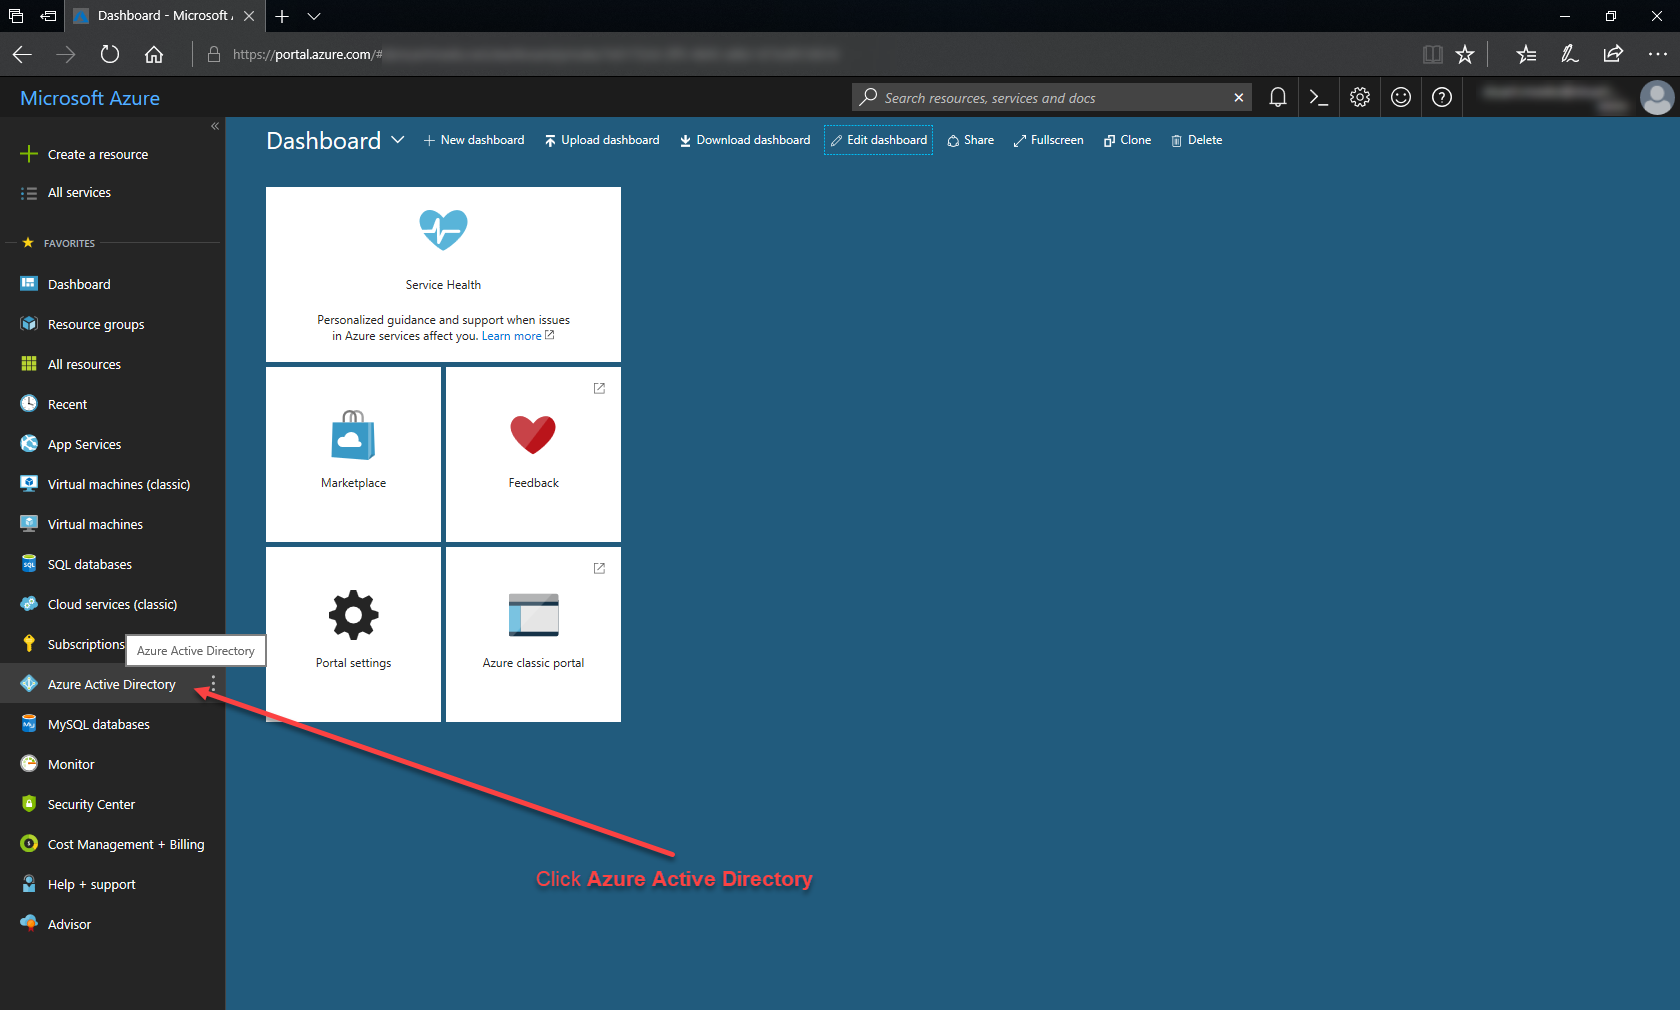 Dashboard - Microsoft A
https://portal.azure.com/#
Microsoft Azure
Search resources, services and docs
Create a resource
All services
FAVORITES
Dashboard
Resource groups
All resources
Recent
App Services
Virtual machines (classic)
Virtual machines
SQL databases
Cloud services (classic)
Subscriptions
Azure Active Directory
Azure Active Directory
MySQL databases
Monitor
Security Center
Cost Management + Billing
Help + support
Advisor
Dashboard
New dashboard
Upload dashboard
Download dashboard
Edit dashboard
Share
Fullscreen
Clone
Delete
Service Health
Personalized guidance and support when issues
in Azure services affect you. Learn more
Marketplace
Feedback
Portal settings
Azure classic portal
Click Azure Active Directory